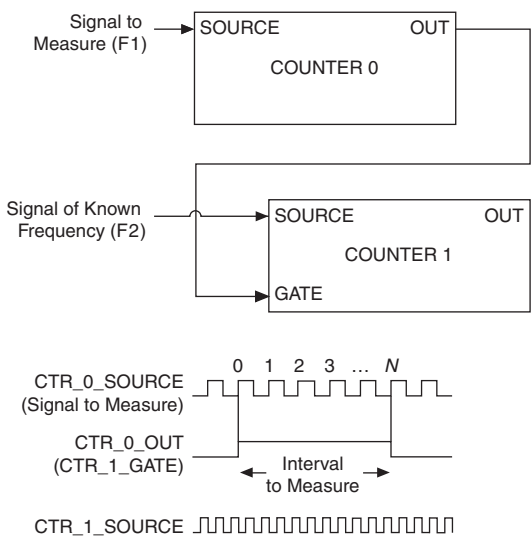 Signal to
Measure (F1)
SOURCE OUT
COUNTER 0
Signal of Known
Frequency (F2)
SOURCE OUT
COUNTER 1
GATE
0 1 2 3 … N
CTR_0_SOURCE
(Signal to Measure)
CTR_0_OUT
(CTR_1_GATE)
Interval
to Measure
CTR_1_SOURCE